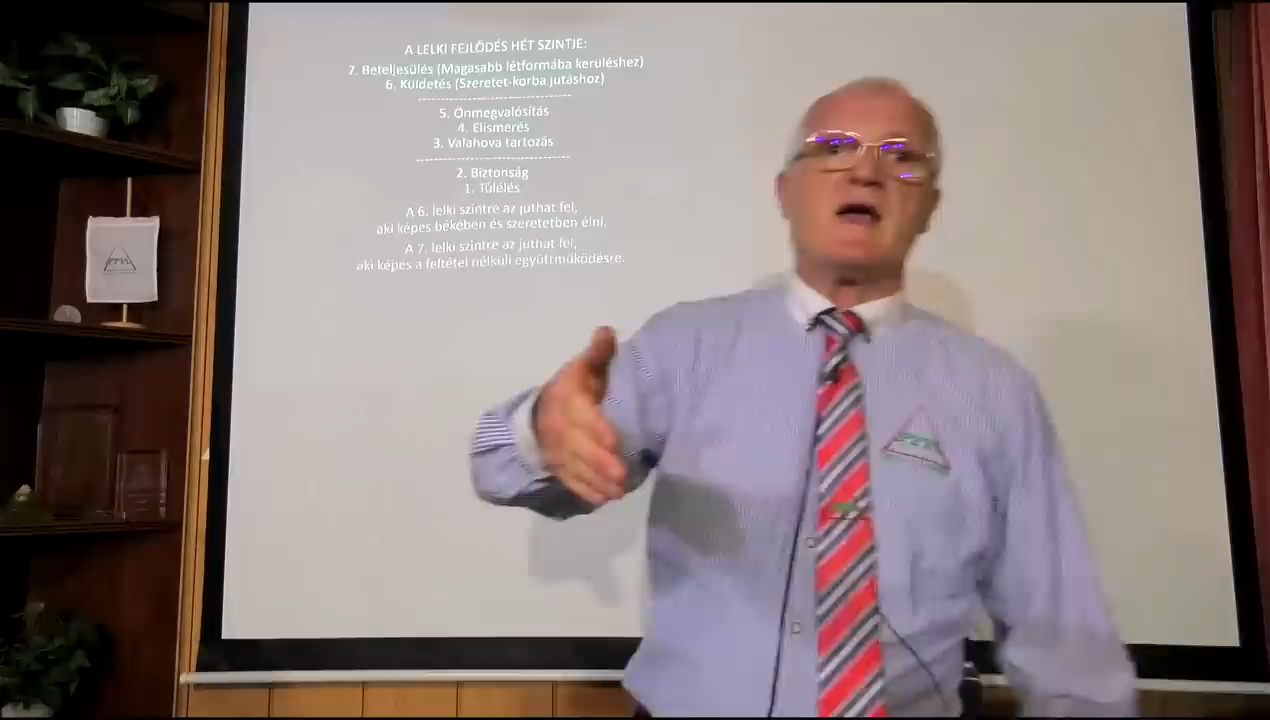 A LELKI FEJLŐDÉS HÉT SZINTJE:
7. Beteljesülés (Magasabb létformába kerüléshez)
6. Küldetés (Szeretet-korba jutáshoz)
----------------------------
5. Önmegvalósítás
4. Elismerés
3. Valahova tartozás
----------------------------
2. Biztonság
1. Túlélés
A 6. lelki szintre az juthat fel,
aki képes békében és szeretetben élni.
A 7. lelki szintre az juthat fel,
aki képes a feltétel nélküli együttműködésre.